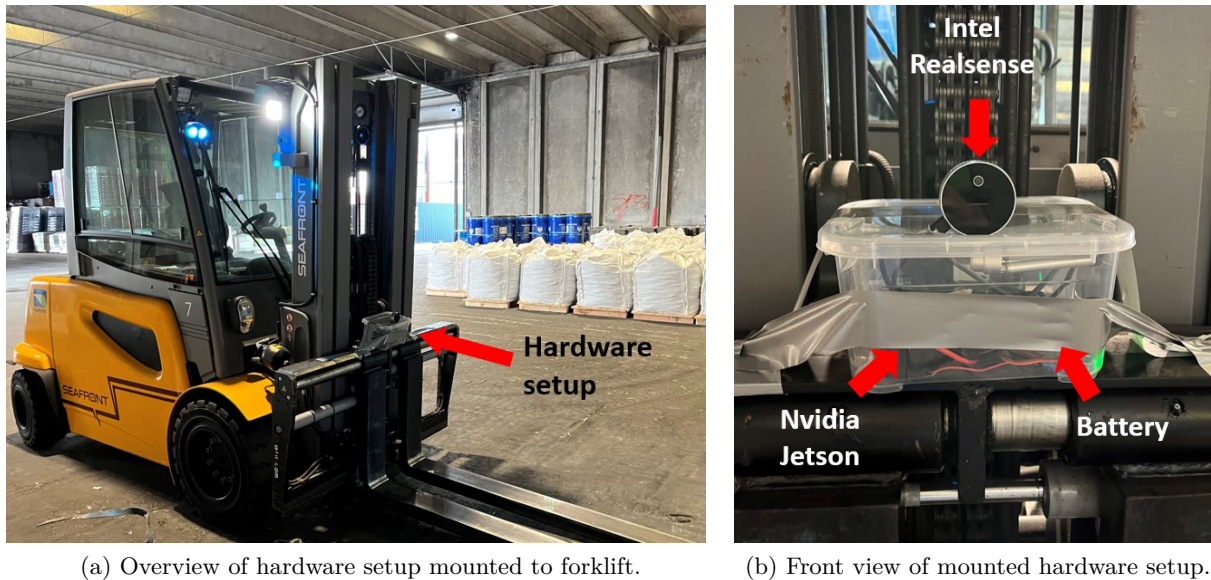 SEAFRONT
7
SEAFRONT
Hardware
setup
Intel
Realsense
Nvidia
Jetson
Battery
(a) Overview of hardware setup mounted to forklift.
(b) Front view of mounted hardware setup.